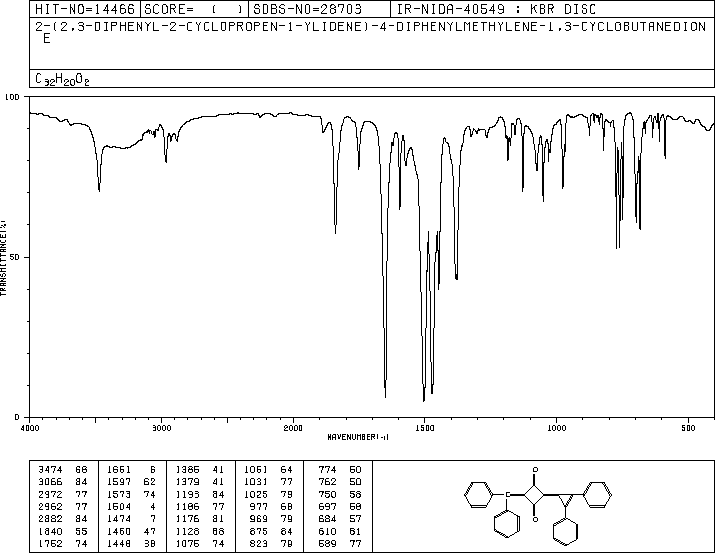 HIT-NO=14466 SCORE= ( ) SDBS-NO=28703 IR-NIDA-40549 : KBR DISC
2-(2,3-DIPHENYL-2-CYCLOPROPEN-1-YLIDENE)-4-DIPHENYLMETHYLENE-1,3-CYCLOBUTANEDION
E
C32H20O2
100
50
0
TRANSMITTANCE(%)
4000 3000 2000 1500 1000 500
WAVENUMBER(-1)
3474 68 1651 6 1385 41 1051 64 774 50
3066 84 1597 62 1379 41 1031 77 762 50
2972 77 1573 74 1193 84 1025 79 750 58
2962 77 1504 4 1186 77 977 68 697 58
2882 84 1474 7 1176 81 969 79 684 57
1840 55 1460 47 1128 68 875 84 610 81
1752 74 1448 38 1075 74 823 79 589 77
O
C
O